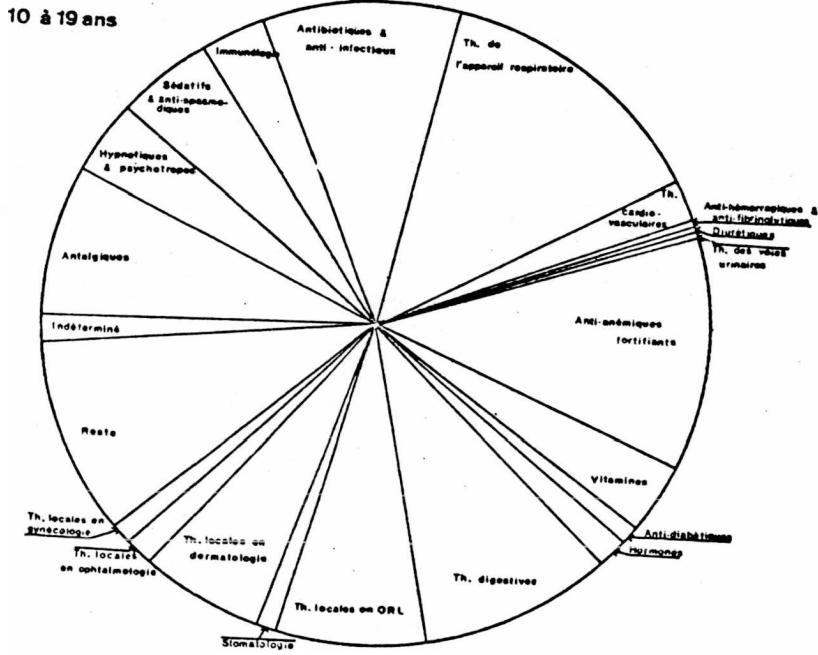 10 à 19 ans
Antibiotiques &
anti-infectieux
Th. de
l'appareil respiratoire
Immunologie
Sédatifs
& anti-spasmo-
diques
Hypnotiques
& psychotropes
Th.
cardio-
vasculaires
Anti-hémorragiques &
anti-fibrinolytiques
Diurétiques
Th. des voies
urinaires
Antalgiques
Indéterminé
Anti-anémiques
fortifiants
Reste
Vitamines
Th. locales en
gynécologie
Th. locales
en ophtalmologie
Th. locales en
dermatologie
Anti-diabétiques
Hormones
Th. digestives
Th. locales en ORL
Stomatologie